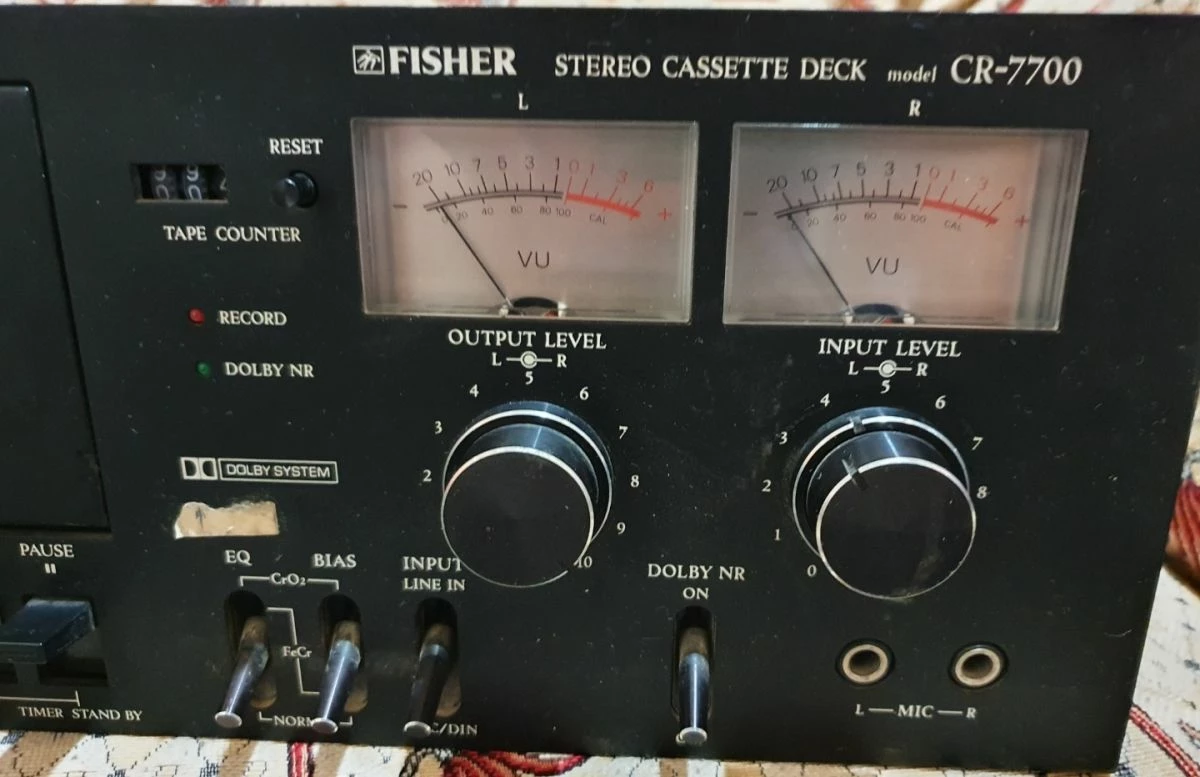 FISHER STEREO CASSETTE DECK model CR-7700
L R
RESET
TAPE COUNTER
20 10 7 5 3 1 0 1 3 6
- 20 40 60 80 100 CAL +
VU
20 10 7 5 3 1 0 1 3 6
- 20 40 60 80 100 CAL +
VU
RECORD
DOLBY NR
OUTPUT LEVEL
L R
2 3 4 5 6 7 8 9 10
INPUT LEVEL
L R
0 1 2 3 4 5 6 7 8
DOLBY SYSTEM
PAUSE
EQ BIAS
CrO2
FeCr
NOR
INPUT
LINE IN
C/DIN
DOLBY NR
ON
TIMER STAND BY
L MIC R